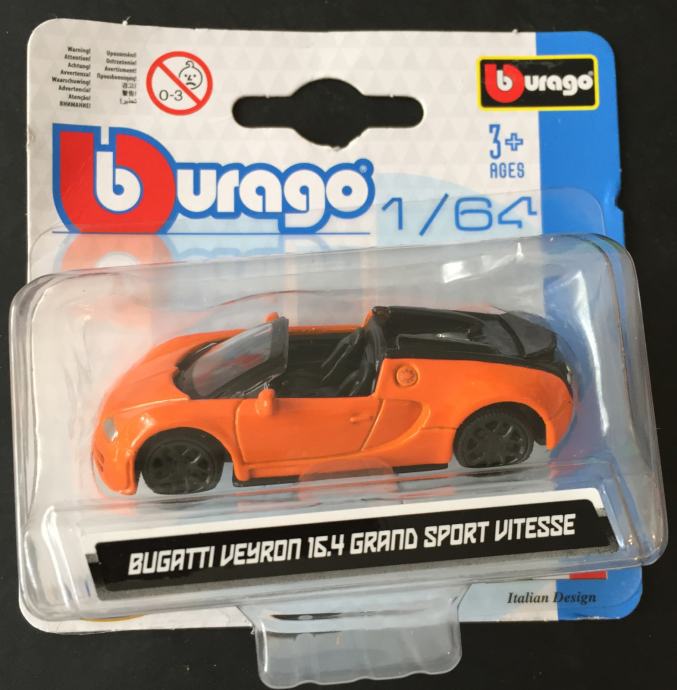 Warning!
Attention!
Achtung!
Avvertenza!
Waarschuwing!
Advertencia!
Atenção!
ВНИМАНИЕ!
0-3
burago
3+
AGES
burago
1/64
BUGATTI VEYRON 16.4 GRAND SPORT VITESSE
Italian Design